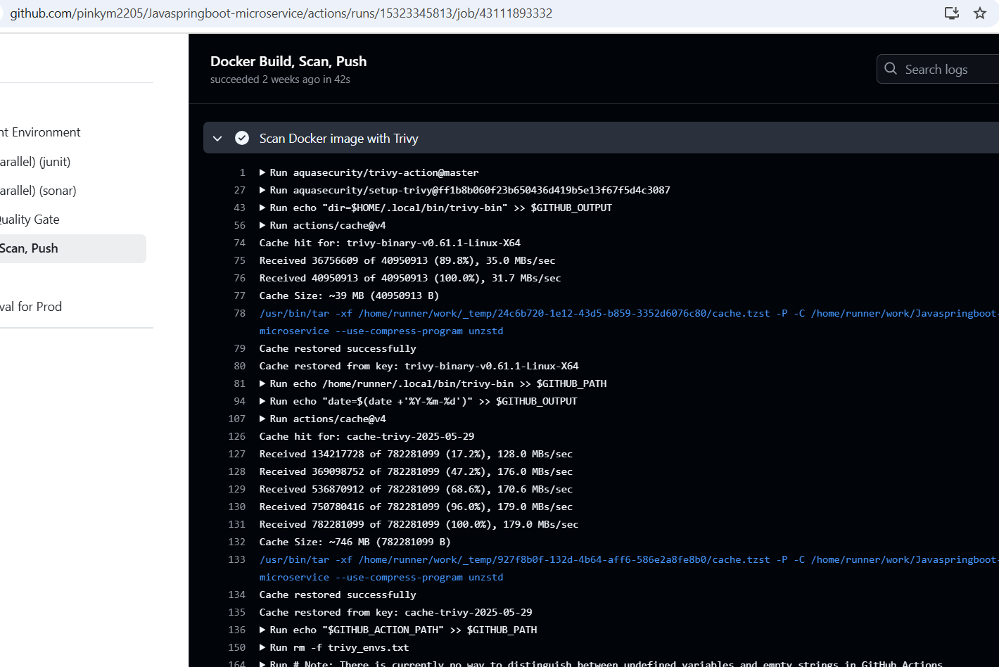 github.com/pinkym2205/Javaspringboot-microservice/actions/runs/15323345813/job/43111893332
Docker Build, Scan, Push
succeeded 2 weeks ago in 42s
Search logs
nt Environment
arallel) (junit)
arallel) (sonar)
Quality Gate
Scan, Push
val for Prod
Scan Docker image with Trivy
1 Run aquasecurity/trivy-action@master
27 Run aquasecurity/setup-trivy@ff1b8b060f23b650436d419b5e13f67f5d4c3087
43 Run echo "dir=$HOME/.local/bin/trivy-bin" >> $GITHUB_OUTPUT
56 Run actions/cache@v4
74 Cache hit for: trivy-binary-v0.61.1-Linux-X64
75 Received 36756609 of 40950913 (89.8%), 35.0 MBs/sec
76 Received 40950913 of 40950913 (100.0%), 31.7 MBs/sec
77 Cache Size: ~39 MB (40950913 B)
78 /usr/bin/tar -xf /home/runner/work/_temp/24c6b720-1e12-43d5-b859-3352d6076c80/cache.tzst -P -C /home/runner/work/Javaspringboot-
microservice --use-compress-program unzstd
79 Cache restored successfully
80 Cache restored from key: trivy-binary-v0.61.1-Linux-X64
81 Run echo /home/runner/.local/bin/trivy-bin >> $GITHUB_PATH
94 Run echo "date=$(date +'%Y-%m-%d')" >> $GITHUB_OUTPUT
107 Run actions/cache@v4
126 Cache hit for: cache-trivy-2025-05-29
127 Received 134217728 of 782281099 (17.2%), 128.0 MBs/sec
128 Received 369098752 of 782281099 (47.2%), 176.0 MBs/sec
129 Received 536870912 of 782281099 (68.6%), 170.6 MBs/sec
130 Received 750780416 of 782281099 (96.0%), 179.0 MBs/sec
131 Received 782281099 of 782281099 (100.0%), 179.0 MBs/sec
132 Cache Size: ~746 MB (782281099 B)
133 /usr/bin/tar -xf /home/runner/work/_temp/927f8b0f-132d-4b64-aff6-586e2a8fe8b0/cache.tzst -P -C /home/runner/work/Javaspringboot-
microservice --use-compress-program unzstd
134 Cache restored successfully
135 Cache restored from key: cache-trivy-2025-05-29
136 Run echo "$GITHUB_ACTION_PATH" >> $GITHUB_PATH
150 Run rm -f trivy_envs.txt
164 Run # Note: There is currently no way to distinguish between undefined variables and empty strings in GitHub Actions.